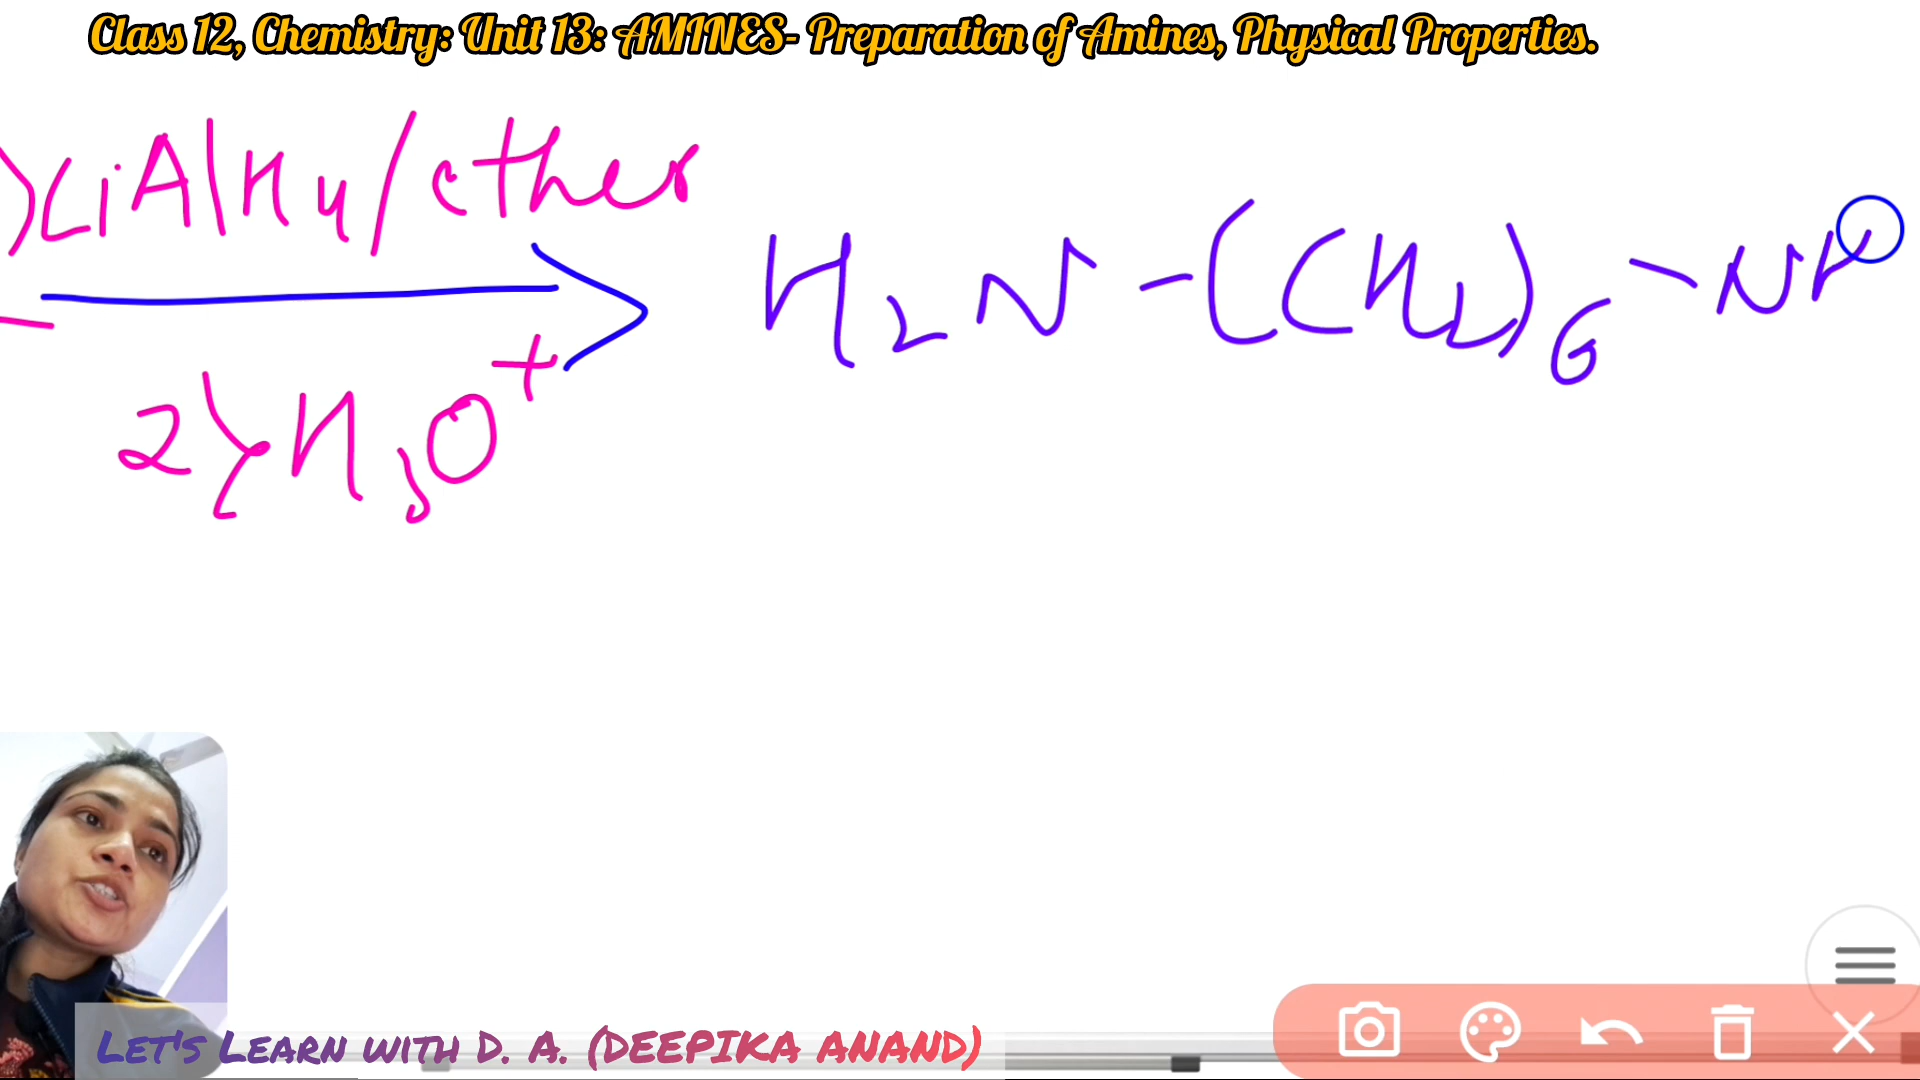 Class 12, Chemistry: Unit 13: AMINES- Preparation of Amines, Physical Properties.
)LiAlH4/ether
H2N-(CH2)6-NH
2}H3O+
LET'S LEARN WITH D. A. (DEEPIKA ANAND)